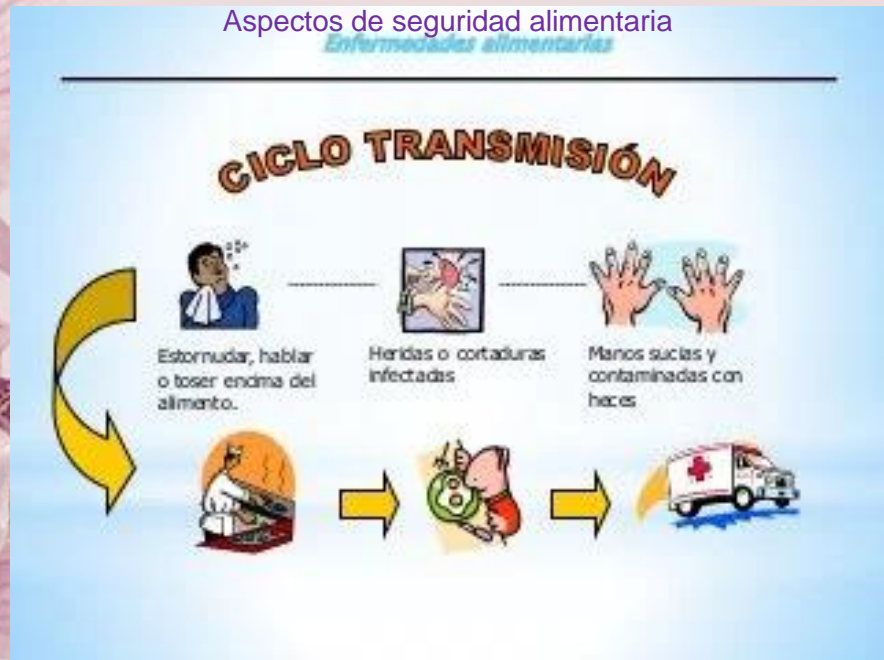 Aspectos de seguridad alimentaria
Enfermedades alimentarias
CICLO TRANSMISIÓN
Estornudar, hablar
o toser encima del
alimento.
Heridas o cortaduras
infectadas
Manos sucias y
contaminadas con
heces